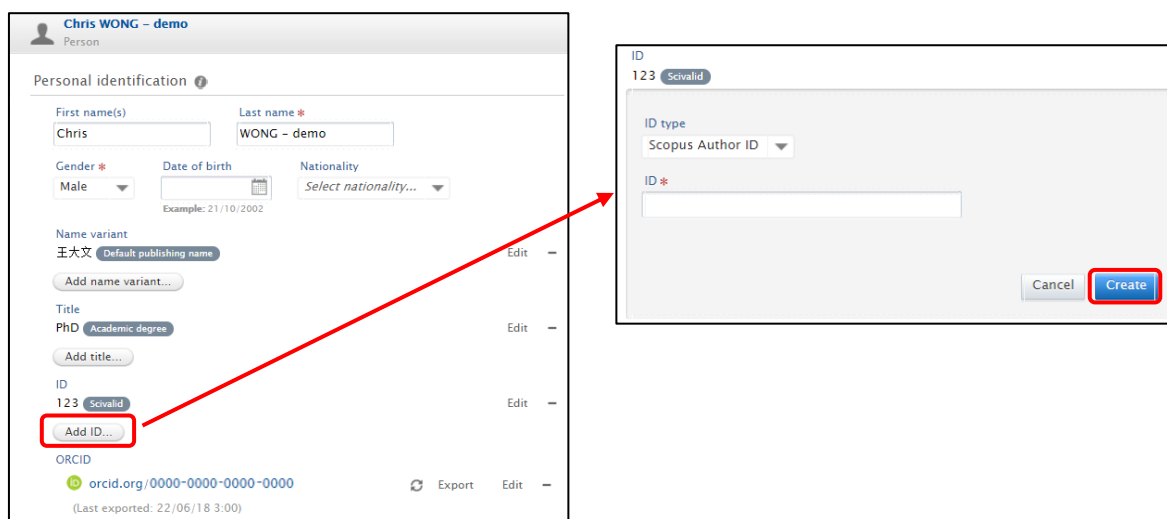 Chris WONG – demo
Person
Personal identification
First name(s) Last name *
Chris WONG – demo
Gender * Date of birth Nationality
Male Select nationality...
Example: 21/10/2002
Name variant
王大文 Default publishing name Edit –
Add name variant...
Title
PhD Academic degree Edit –
Add title...
ID
123 Scivalid Edit –
Add ID...
ORCID
iD orcid.org/0000-0000-0000-0000 Export Edit –
(Last exported: 22/06/18 3:00)
ID
123 Scivalid
ID type
Scopus Author ID
ID *
Cancel Create